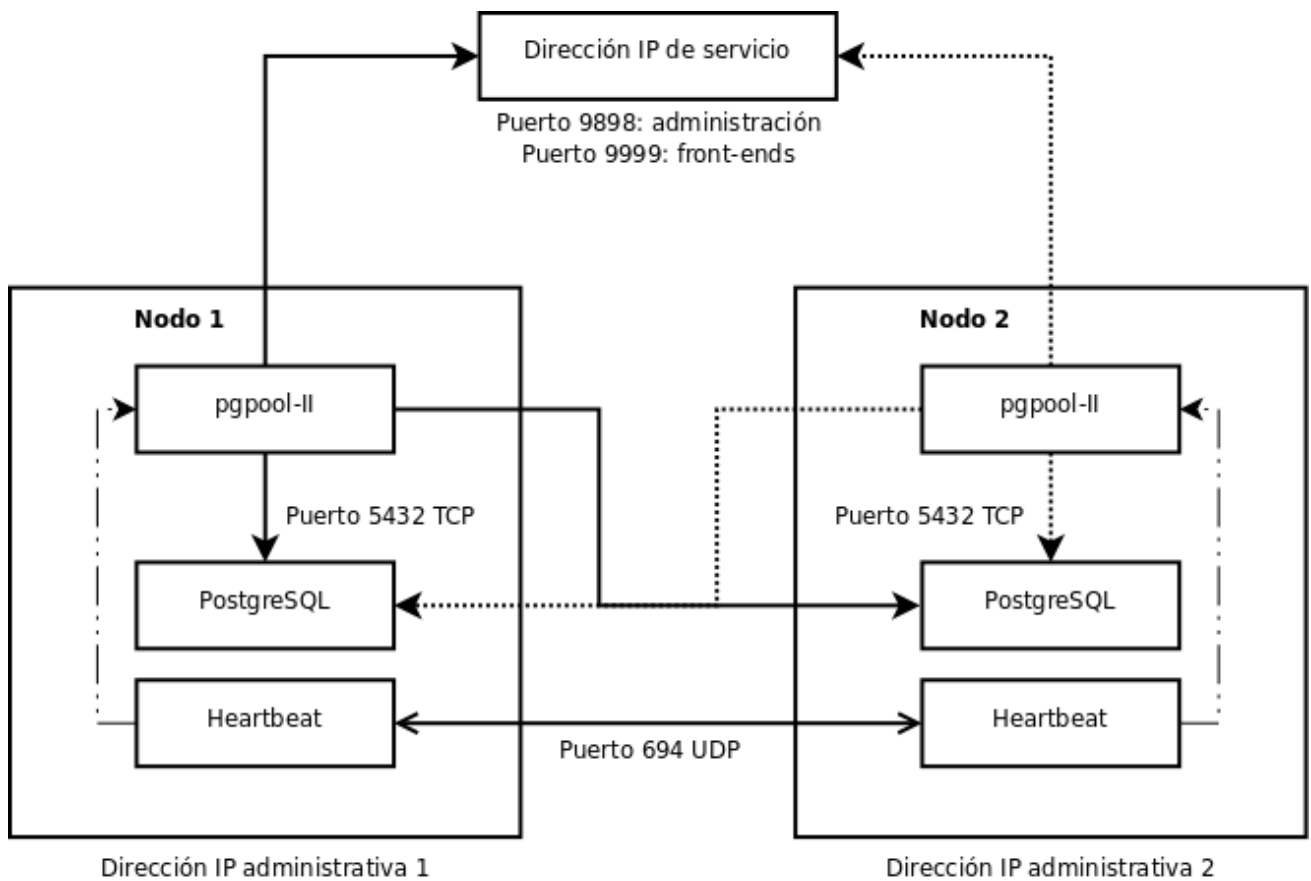 Dirección IP de servicio
Puerto 9898: administración
Puerto 9999: front-ends
Nodo 1
pgpool-II
Puerto 5432 TCP
PostgreSQL
Heartbeat
Nodo 2
pgpool-II
Puerto 5432 TCP
PostgreSQL
Heartbeat
Puerto 694 UDP
Dirección IP administrativa 1
Dirección IP administrativa 2